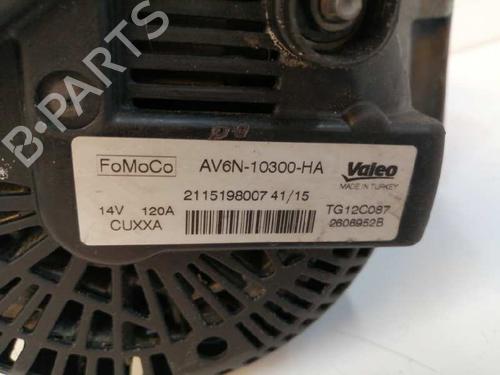 B-PARTS
FoMoCo AV6N-10300-HA Valeo
MADE IN TURKEY
2115198007 41/15
14V 120A TG12C087
CUXXA 2608952B